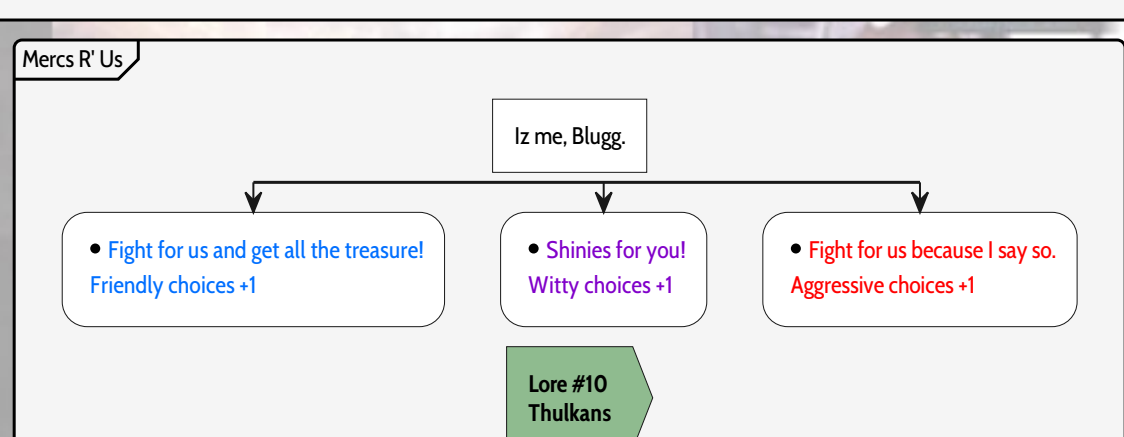 Mercs R' Us
Iz me, Blugg.
• Fight for us and get all the treasure!
Friendly choices +1
• Shinies for you!
Witty choices +1
• Fight for us because I say so.
Aggressive choices +1
Lore #10
Thulkans